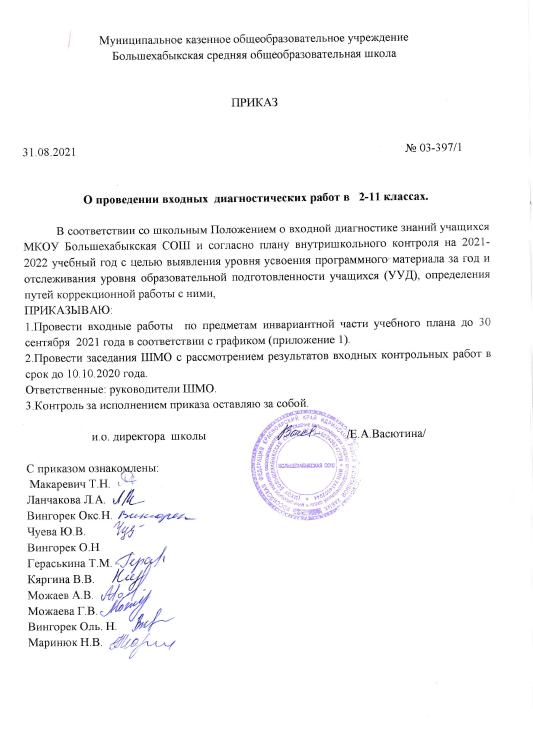 Муниципальное казенное общеобразовательное учреждение
Большехабыкская средняя общеобразовательная школа
ПРИКАЗ
31.08.2021 № 03-397/1
О проведении входных диагностических работ в 2-11 классах.
В соответствии со школьным Положением о входной диагностике знаний учащихся
МКОУ Большехабыкская СОШ и согласно плану внутришкольного контроля на 2021-
2022 учебный год с целью выявления уровня усвоения программного материала за год и
отслеживания уровня образовательной подготовленности учащихся (УУД), определения
путей коррекционной работы с ними,
ПРИКАЗЫВАЮ:
1.Провести входные работы по предметам инвариантной части учебного плана до 30
сентября 2021 года в соответствии с графиком (приложение 1).
2.Провести заседания ШМО с рассмотрением результатов входных контрольных работ в
срок до 10.10.2020 года.
Ответственные: руководители ШМО.
3.Контроль за исполнением приказа оставляю за собой.
и.о. директора школы /Е.А.Васютина/
БОЛЬШЕХАБЫКСКАЯ СОШ
С приказом ознакомлены:
Макаревич Т.Н.
Ланчакова Л.А.
Вингорек Окс.Н.
Чуева Ю.В.
Вингорек О.Н
Гераськина Т.М.
Кяргина В.В.
Можаев А.В.
Можаева Г.В.
Вингорек Оль. Н.
Маринюк Н.В.